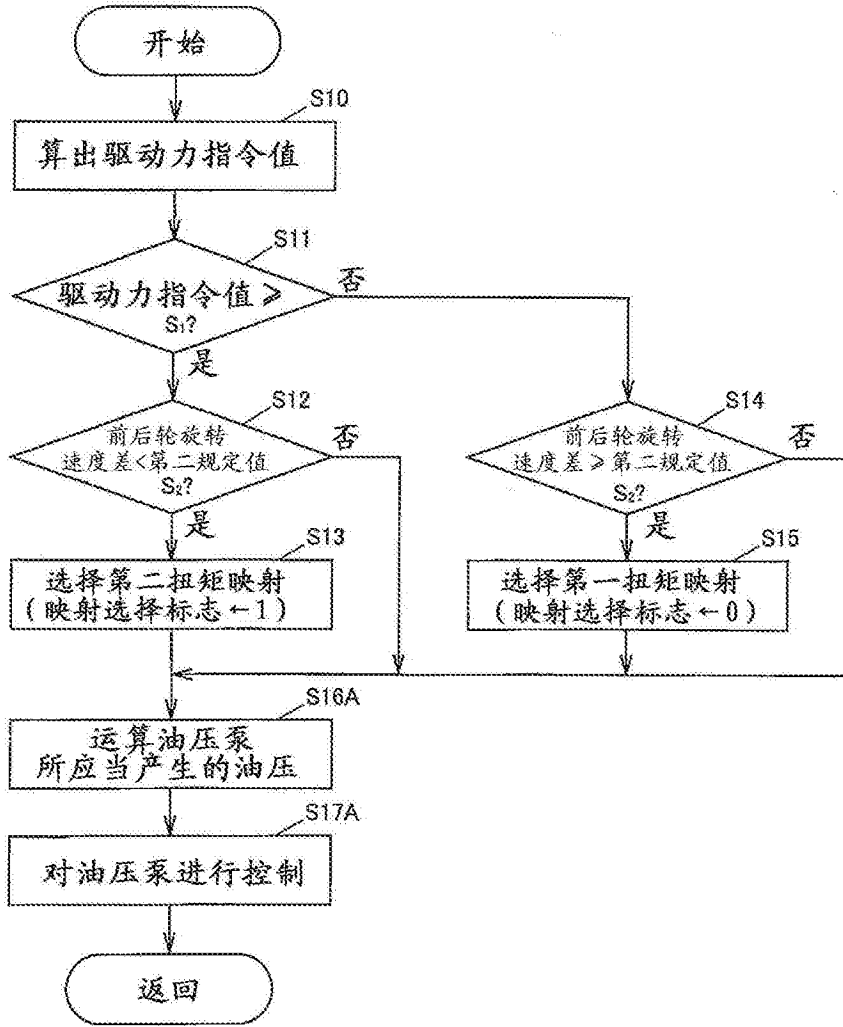 开始
S10
算出驱动力指令值
S11
驱动力指令值≥
S₁?
否
是
S12
前后轮旋转
速度差<第二规定值
S₂?
否
是
S14
前后轮旋转
速度差≥第二规定值
S₂?
否
是
S13
选择第二扭矩映射
(映射选择标志←1)
S15
选择第一扭矩映射
(映射选择标志←0)
S16A
运算油压泵
所应当产生的油压
S17A
对油压泵进行控制
返回